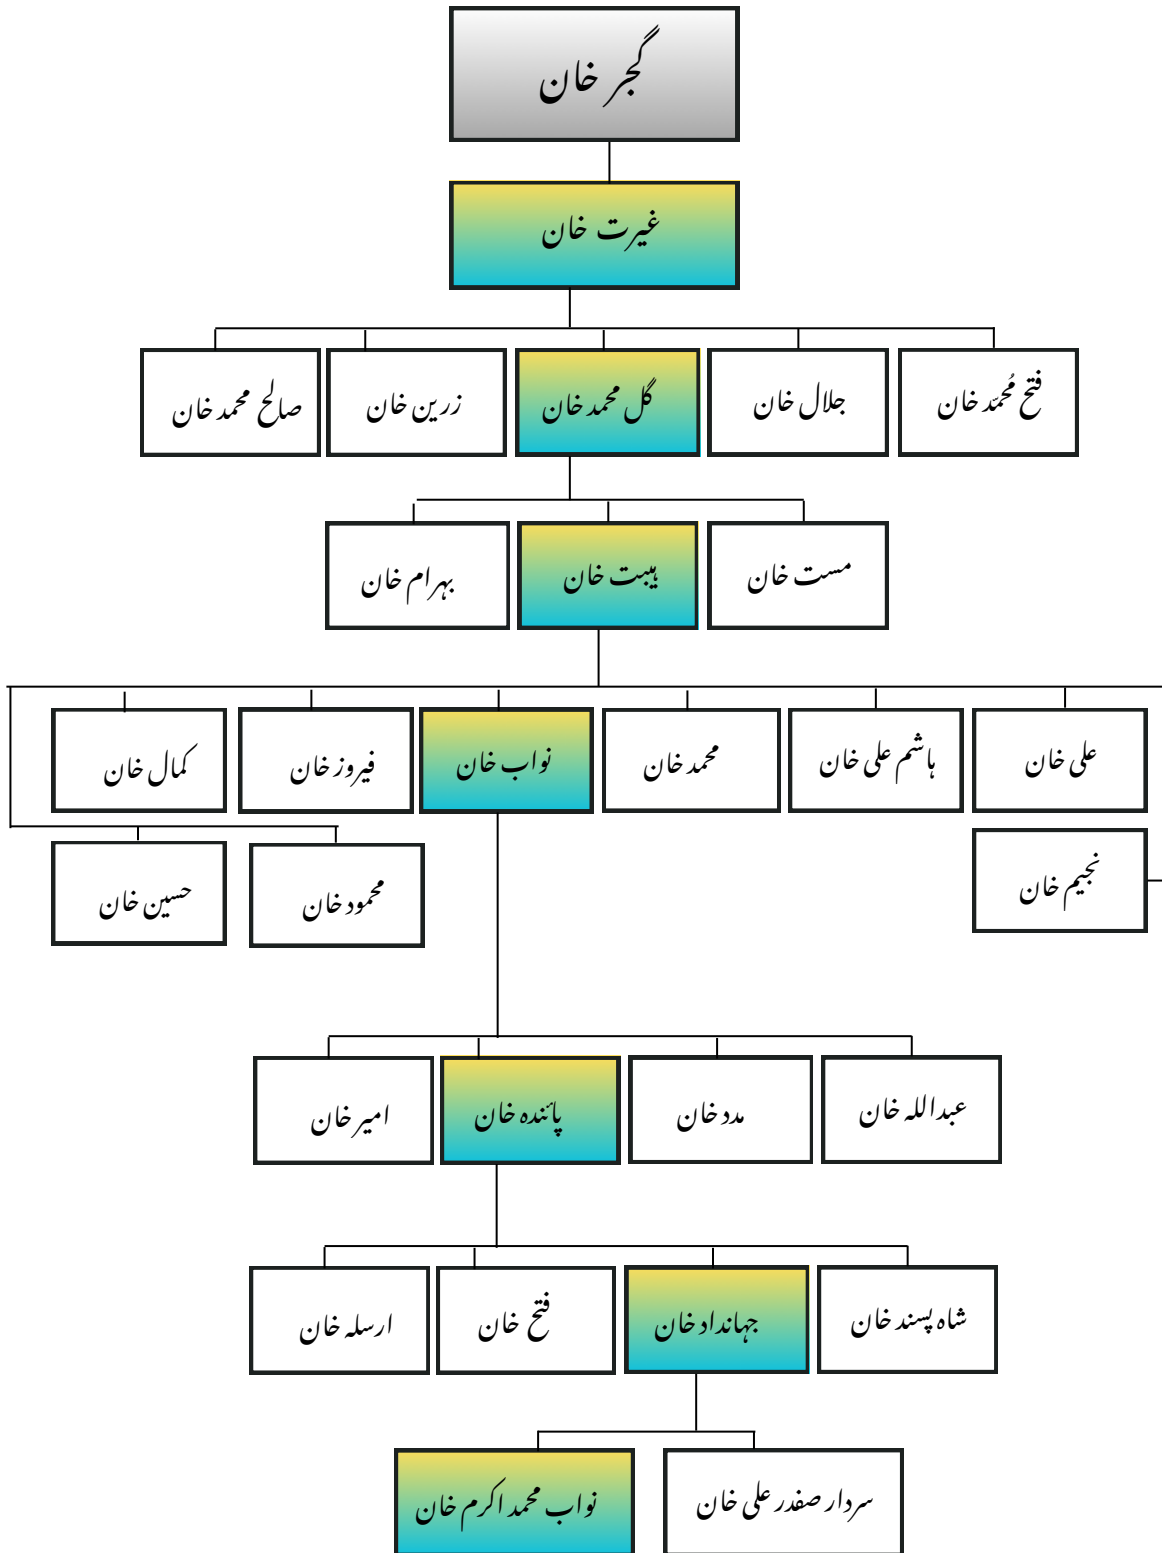 گجر خان
غیرت خان
فتح مُحمّد خان
جلال خان
گل محمد خان
زرین خان
صالح محمد خان
مست خان
ہیبت خان
بہرام خان
علی خان
ہاشم علی خان
محمد خان
نواب خان
فیروز خان
کمال خان
نجیم خان
محمود خان
حسین خان
عبداللہ خان
مدد خان
پائندہ خان
امیر خان
شاہ پسند خان
جہانداد خان
فتح خان
ارسلہ خان
سردار صفدر علی خان
نواب محمد اکرم خان